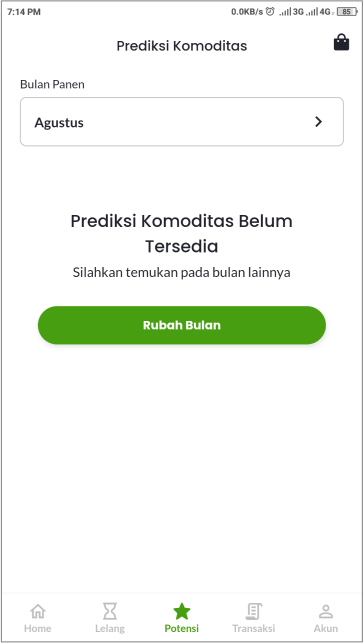 7:14 PM 0.0KB/s 3G 4G 85
Prediksi Komoditas
Bulan Panen
Agustus
Prediksi Komoditas Belum
Tersedia
Silahkan temukan pada bulan lainnya
Rubah Bulan
Home Lelang Potensi Transaksi Akun